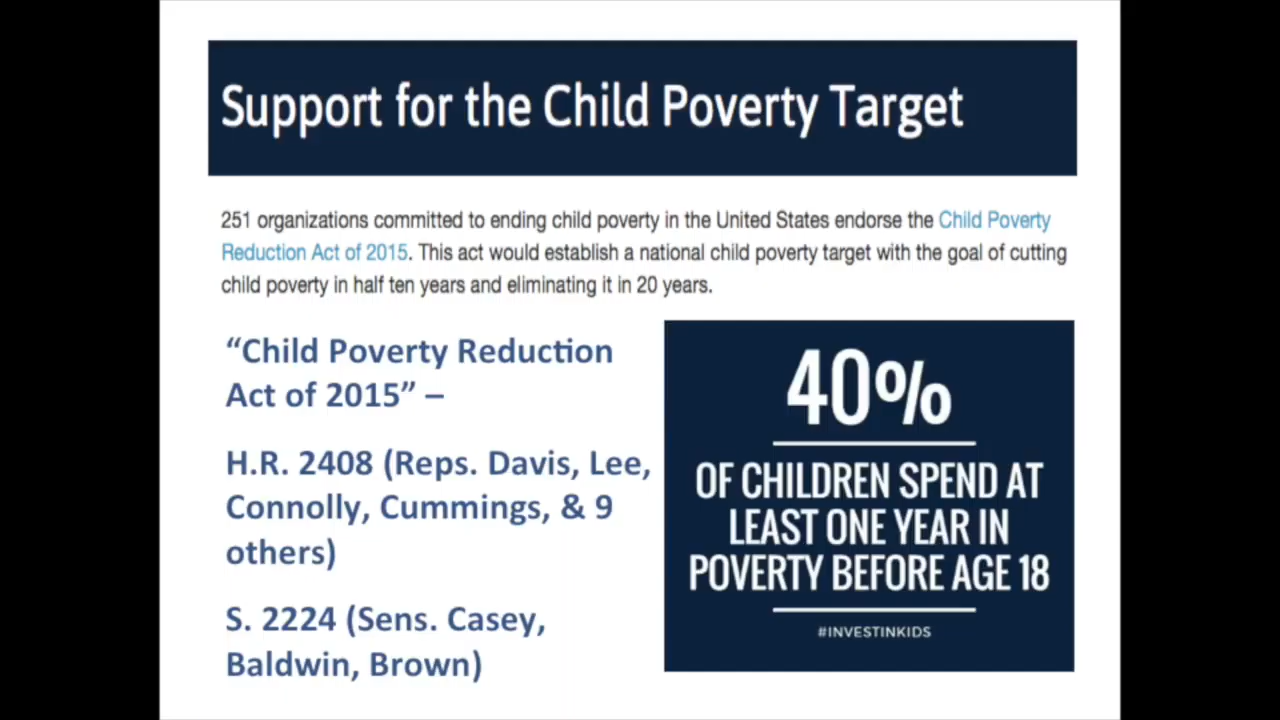 Support for the Child Poverty Target
251 organizations committed to ending child poverty in the United States endorse the Child Poverty
Reduction Act of 2015. This act would establish a national child poverty target with the goal of cutting
child poverty in half ten years and eliminating it in 20 years.
“Child Poverty Reduction
Act of 2015” –
H.R. 2408 (Reps. Davis, Lee,
Connolly, Cummings, & 9
others)
S. 2224 (Sens. Casey,
Baldwin, Brown)
40%
OF CHILDREN SPEND AT
LEAST ONE YEAR IN
POVERTY BEFORE AGE 18
#INVESTINKIDS